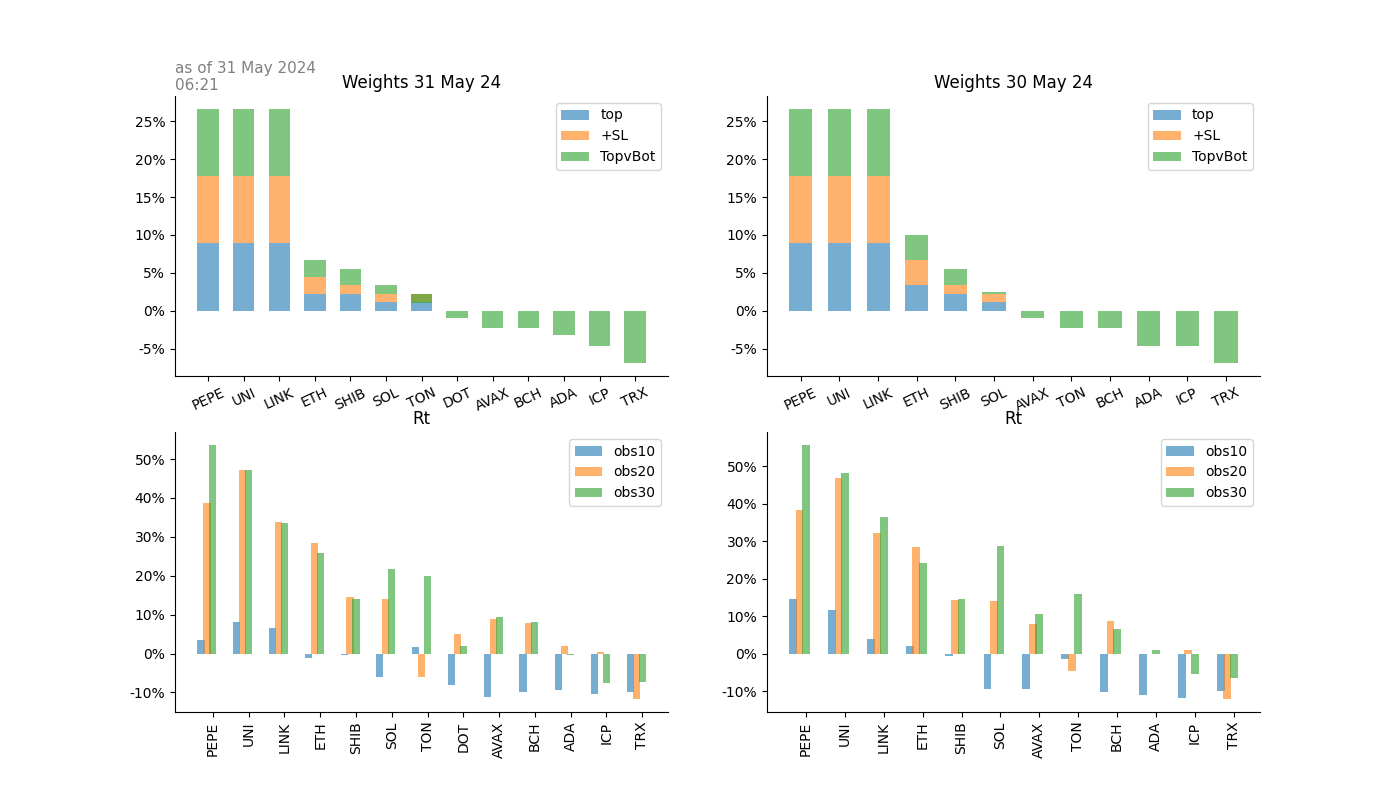 as of 31 May 2024
06:21
Weights 31 May 24
25%
20%
15%
10%
5%
0%
-5%
top
+SL
TopvBot
PEPE UNI LINK ETH SHIB SOL TON DOT AVAX BCH ADA ICP TRX
Weights 30 May 24
25%
20%
15%
10%
5%
0%
-5%
top
+SL
TopvBot
PEPE UNI LINK ETH SHIB SOL AVAX TON BCH ADA ICP TRX
Rt
50%
40%
30%
20%
10%
0%
-10%
obs10
obs20
obs30
PEPE UNI LINK ETH SHIB SOL TON DOT AVAX BCH ADA ICP TRX
Rt
50%
40%
30%
20%
10%
0%
-10%
obs10
obs20
obs30
PEPE UNI LINK ETH SHIB SOL AVAX TON BCH ADA ICP TRX